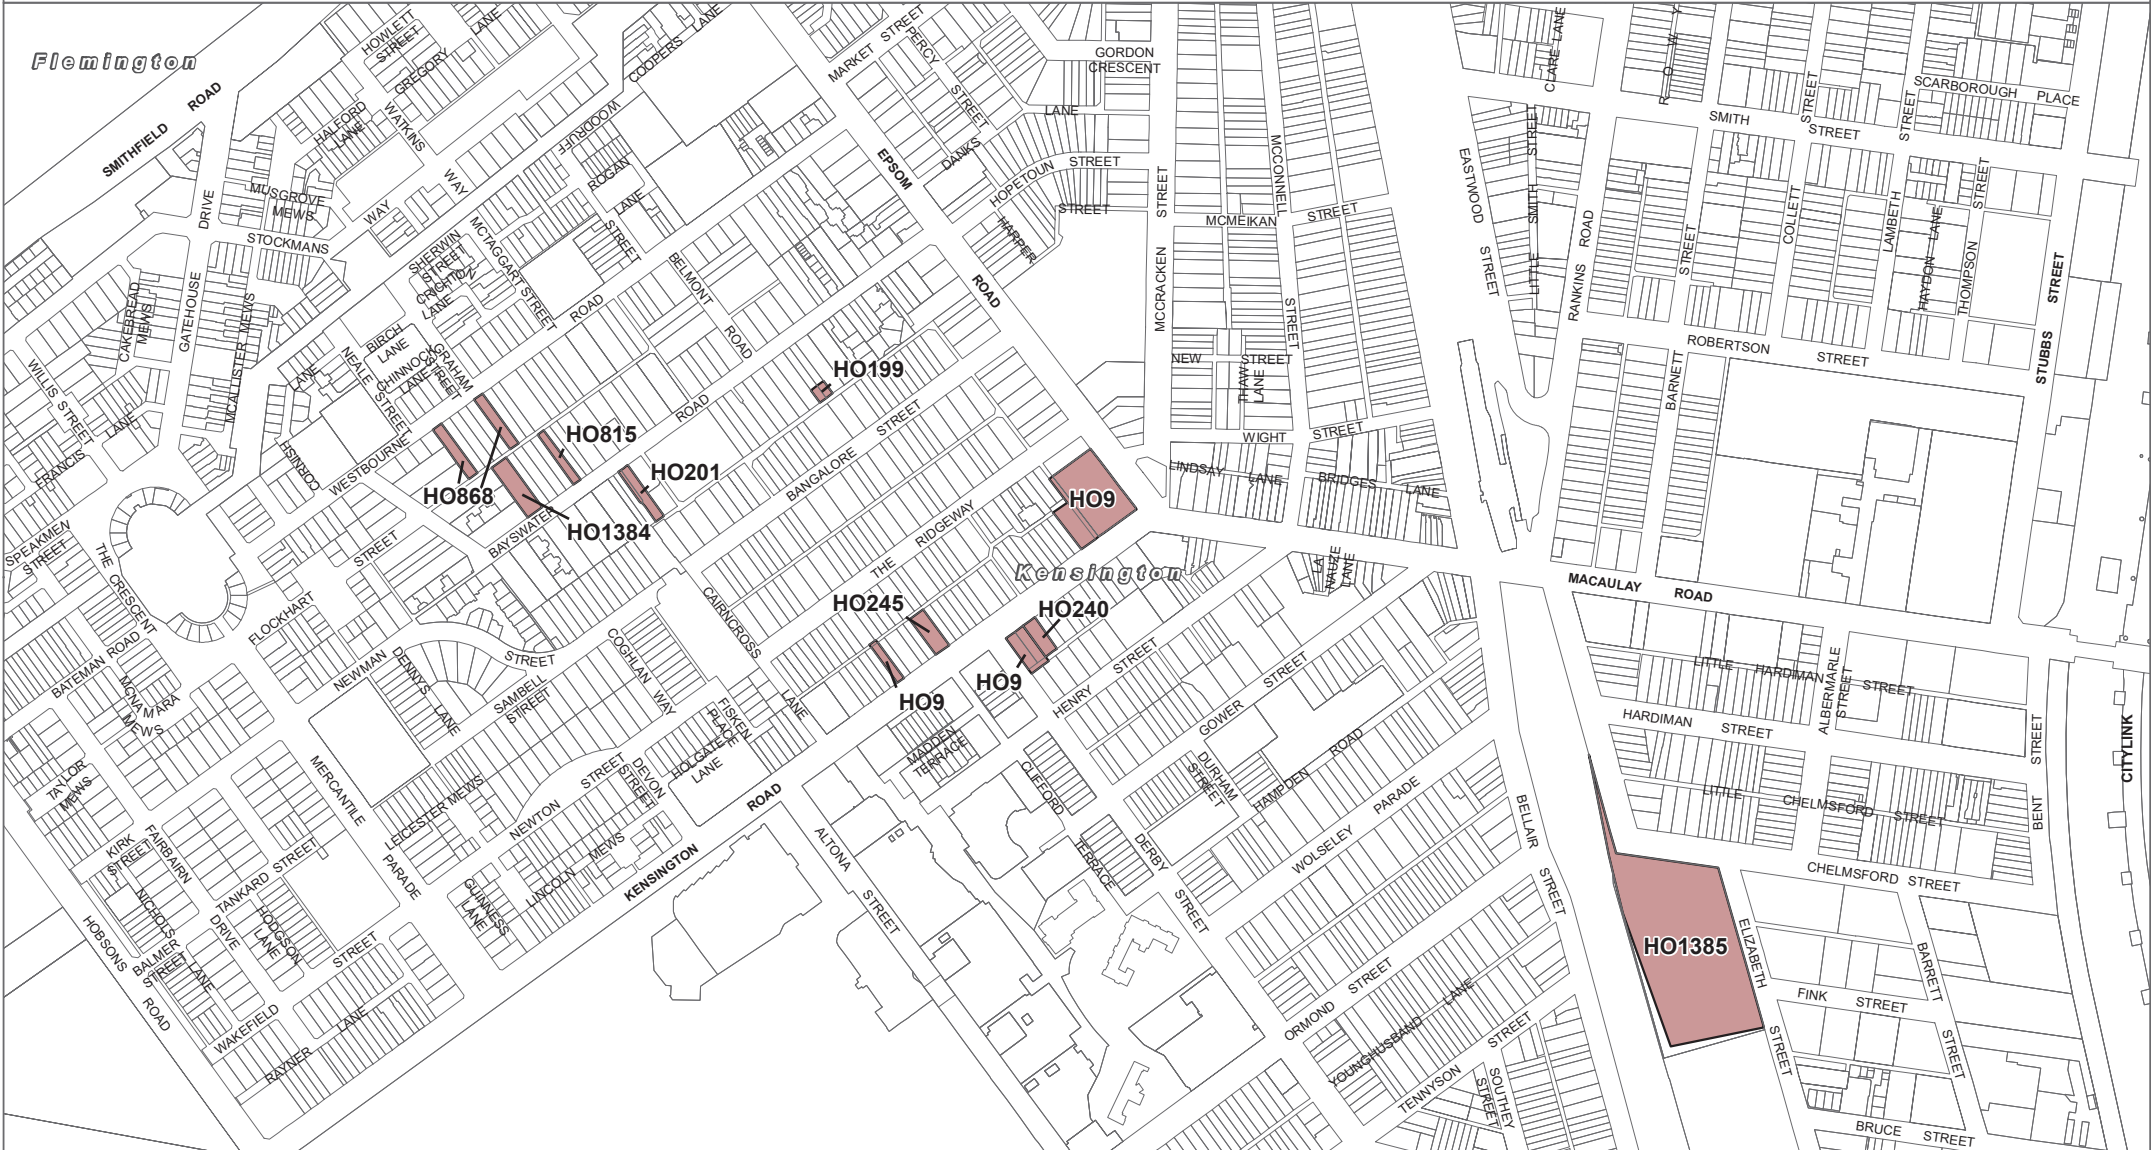 Flemington
SMITHFIELD
ROAD
HOWLETT
STREET
GREGORY
LANE
HALFORD
LANE
WATKINS
WAY
WAY
COOPERS
LANE
WOODRUFF
ROGAN
LANE
STREET
MARKET
STREET
PERCY
STREET
DANKS
EPSOM
ROAD
GORDON
CRESCENT
LANE
HOPETOUN
STREET
STREET
HARPER
STREET
MCCRACKEN
MCCONNELL
STREET
MCMEIKAN
STREET
NEW
STREET
THAW
LANE
WIGHT
STREET
LINDSAY
LANE
BRIDGES
LANE
EASTWOOD
STREET
CARE LANE
STREET
SMITH
LITTLE
RANKINS
ROAD
ROWY
SMITH
STREET
SCARBOROUGH
PLACE
STREET
COLLETT
STREET
LAMBETH
HAYDON
LANE
STREET
THOMPSON
STREET
STUBBS
STREET
BARNETT
ROBERTSON
STREET
DRIVE
GATEHOUSE
MUSGROVE
MEWS
STOCKMANS
CAKEBREAD
MEWS
MCALLISTER
MEWS
SHERWIN
STREET
CRICHTON
LANE
MCTAGGART
STREET
BIRCH
LANE
CHINNOCK
LANE
GRAHAM
STREET
NEALE
STREET
LANE
CORNISH
WESTBOURNE
ROAD
BELMONT
ROAD
WILLIS
STREET
LANE
FRANCIS
SPEAKMEN
STREET
THE
CRESCENT
BATEMAN
ROAD
FLOCKHART
STREET
NEWMAN
STREET
DENNYS
LANE
BAYSWATER
ROAD
BANGALORE
STREET
THE
RIDGEWAY
CAIRNCROSS
LANE
COGHLAN
WAY
SAMBELL
STREET
FISKEN
PLACE
HOLGATE
LANE
DEVON
STREET
NEWTON
STREET
LEICESTER
MEWS
LINCOLN
MEWS
GUINNESS
LANE
MERCANTILE
PARADE
MCNAMARA
MEWS
TAYLOR
MEWS
KIRK
STREET
FAIRBAIRN
DRIVE
NICHOLS
LANE
BALMER
STREET
TANKARD
STREET
HODGSON
LANE
WAKEFIELD
STREET
RAYNER
LANE
HOBSONS
ROAD
KENSINGTON
ROAD
HO199
HO815
HO201
HO868
HO1384
HO9
HO245
HO240
HO9
HO9
Kensington
MADDEN
TERRACE
CLIFFORD
TERRACE
ALTONA
STREET
HENRY
STREET
GOWER
STREET
DURHAM
STREET
HAMPDEN
ROAD
DERBY
STREET
WOLSELEY
PARADE
ORMOND
STREET
YOUNGHUSBAND
LANE
TENNYSON
STREET
SOUTHEY
STREET
LA
NAUZE
LANE
BELLAIR
STREET
MACAULAY
ROAD
LITTLE
HARDIMAN
STREET
HARDIMAN
STREET
ALBERMARLE
STREET
LITTLE
CHELMSFORD
STREET
CHELMSFORD
STREET
STREET
BENT
CITYLINK
HO1385
ELIZABETH
STREET
BARRETT
STREET
FINK
STREET
BRUCE
STREET